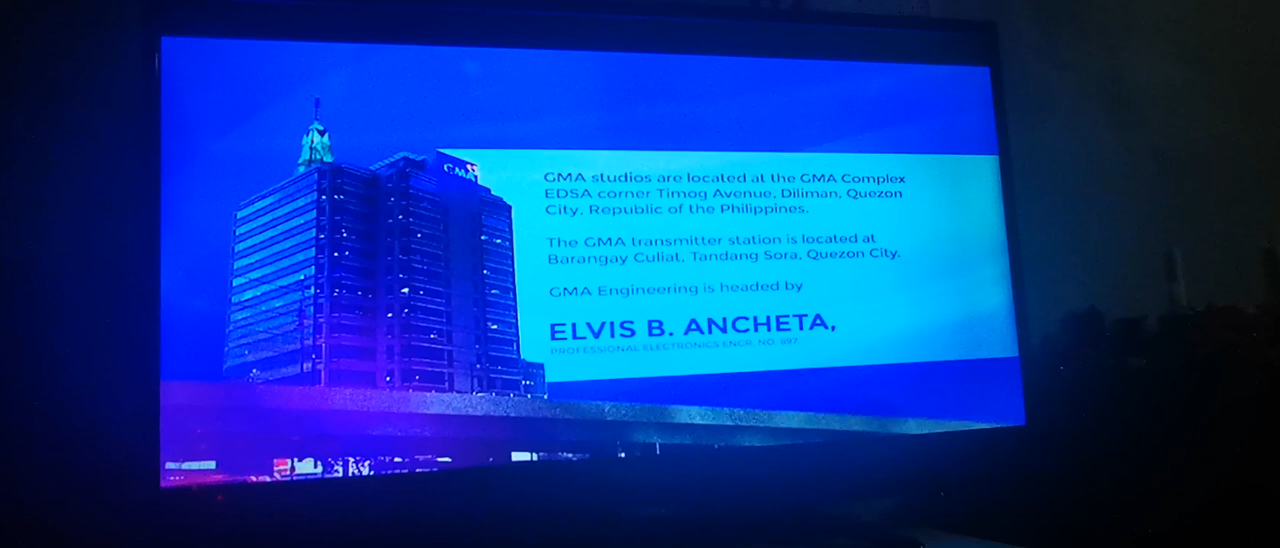 GMA
GMA studios are located at the GMA Complex
EDSA corner Timog Avenue, Diliman, Quezon
City, Republic of the Philippines.
The GMA transmitter station is located at
Barangay Culiat, Tandang Sora, Quezon City.
GMA Engineering is headed by
ELVIS B. ANCHETA,
PROFESSIONAL ELECTRONICS ENGR. NO. 897